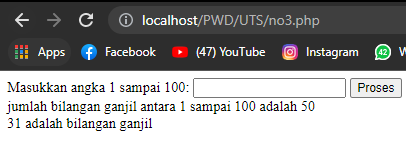 localhost/PWD/UTS/no3.php
Apps Facebook (47) YouTube Instagram 42 W
Masukkan angka 1 sampai 100: Proses
jumlah bilangan ganjil antara 1 sampai 100 adalah 50
31 adalah bilangan ganjil